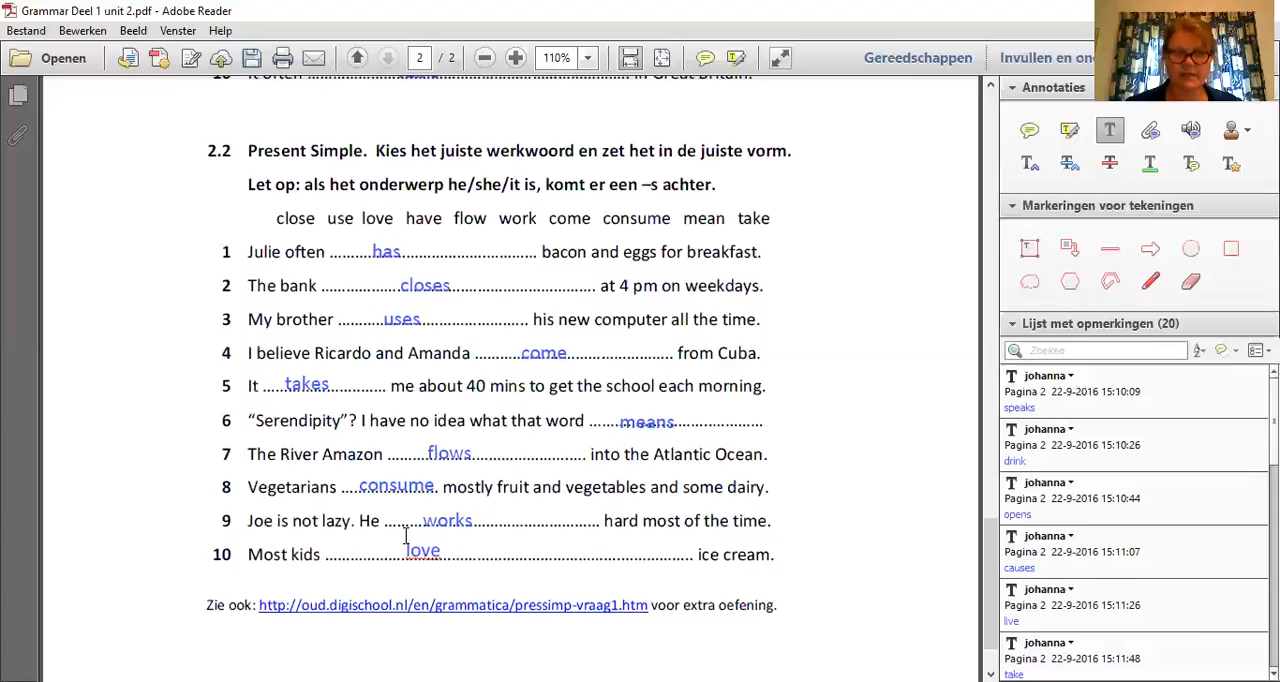 Grammar Deel 1 unit 2.pdf - Adobe Reader
Bestand Bewerken Beeld Venster Help
Openen 2 / 2 110% Gereedschappen Invullen en
in Great Britain.
2.2 Present Simple. Kies het juiste werkwoord en zet het in de juiste vorm.
Let op: als het onderwerp he/she/it is, komt er een –s achter.
close use love have flow work come consume mean take
1 Julie often ........has................................ bacon and eggs for breakfast.
2 The bank ...................closes.................................. at 4 pm on weekdays.
3 My brother ..........uses........................... his new computer all the time.
4 I believe Ricardo and Amanda ..........come........................ from Cuba.
5 It .....takes............. me about 40 mins to get the school each morning.
6 “Serendipity”? I have no idea what that word .......means....................
7 The River Amazon .........flows........................... into the Atlantic Ocean.
8 Vegetarians ....consume. mostly fruit and vegetables and some dairy.
9 Joe is not lazy. He ........works.............................. hard most of the time.
10 Most kids ...................love............................................................ ice cream.
Zie ook: http://oud.digischool.nl/en/grammatica/pressimp-vraag1.htm voor extra oefening.
Annotaties
Markeringen voor tekeningen
Lijst met opmerkingen (20)
Zoeken
johanna
Pagina 2 22-9-2016 15:10:09
speaks
johanna
Pagina 2 22-9-2016 15:10:26
drink
johanna
Pagina 2 22-9-2016 15:10:44
opens
johanna
Pagina 2 22-9-2016 15:11:07
causes
johanna
Pagina 2 22-9-2016 15:11:26
live
johanna
Pagina 2 22-9-2016 15:11:48
take